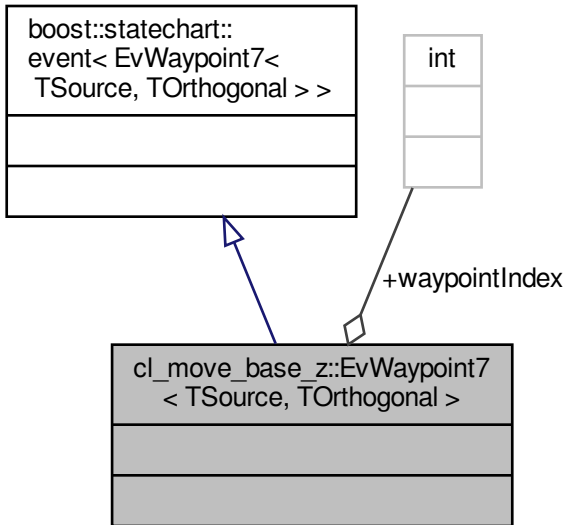 boost::statechart::
event< EvWaypoint7<
TSource, TOrthogonal > >
int
+waypointIndex
cl_move_base_z::EvWaypoint7
< TSource, TOrthogonal >